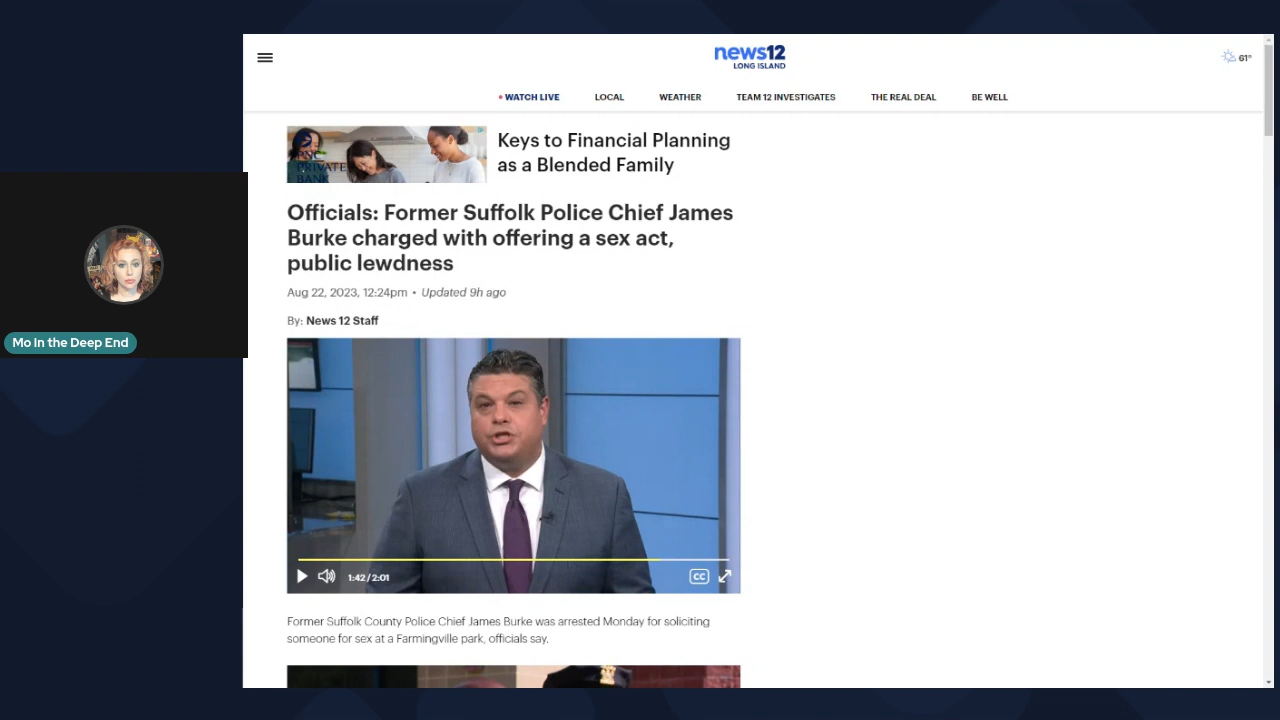 news12
LONG ISLAND
61°
WATCH LIVE
LOCAL
WEATHER
TEAM 12 INVESTIGATES
THE REAL DEAL
BE WELL
PNC
PRIVATE
BANK
Keys to Financial Planning
as a Blended Family
Officials: Former Suffolk Police Chief James
Burke charged with offering a sex act,
public lewdness
Aug 22, 2023, 12:24pm • Updated 9h ago
By: News 12 Staff
Mo In the Deep End
1:42 / 2:01
CC
Former Suffolk County Police Chief James Burke was arrested Monday for soliciting
someone for sex at a Farmingville park, officials say.